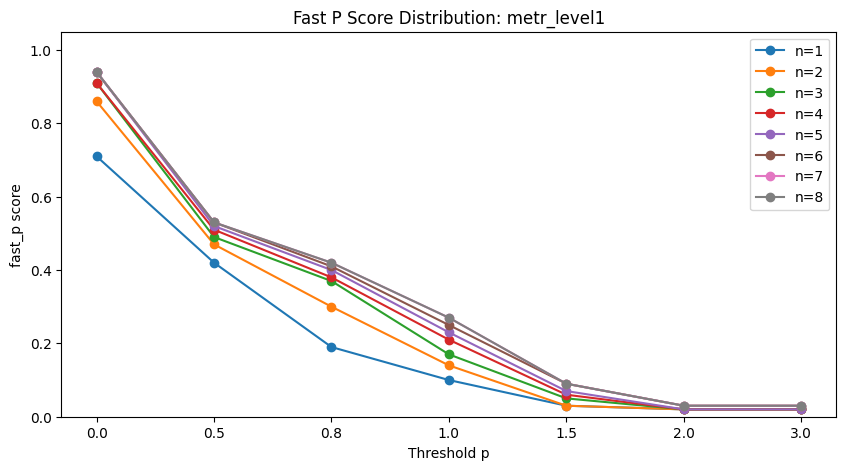 Fast P Score Distribution: metr_level1
1.0
0.8
0.6
0.4
0.2
0.0
fast_p score
n=1
n=2
n=3
n=4
n=5
n=6
n=7
n=8
0.0 0.5 0.8 1.0 1.5 2.0 3.0
Threshold p